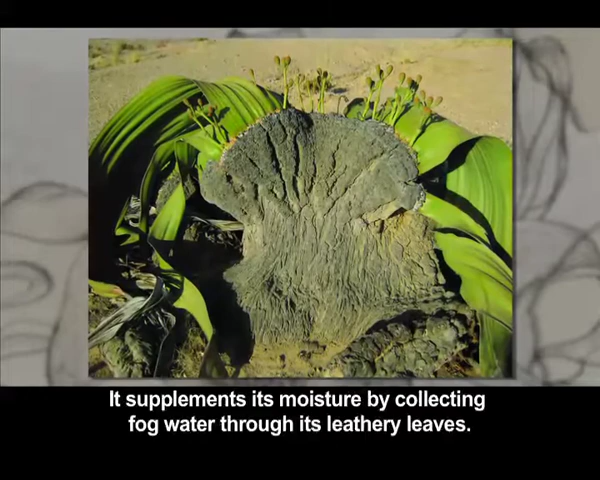 It supplements its moisture by collecting
fog water through its leathery leaves.